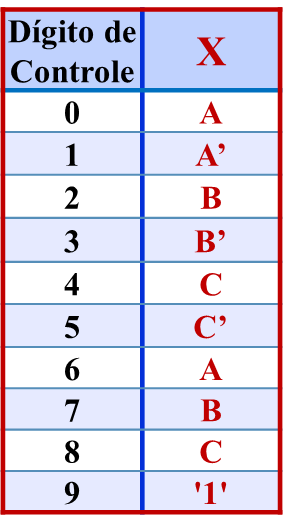 Dígito de Controle X
0 A
1 A’
2 B
3 B’
4 C
5 C’
6 A
7 B
8 C
9 '1'